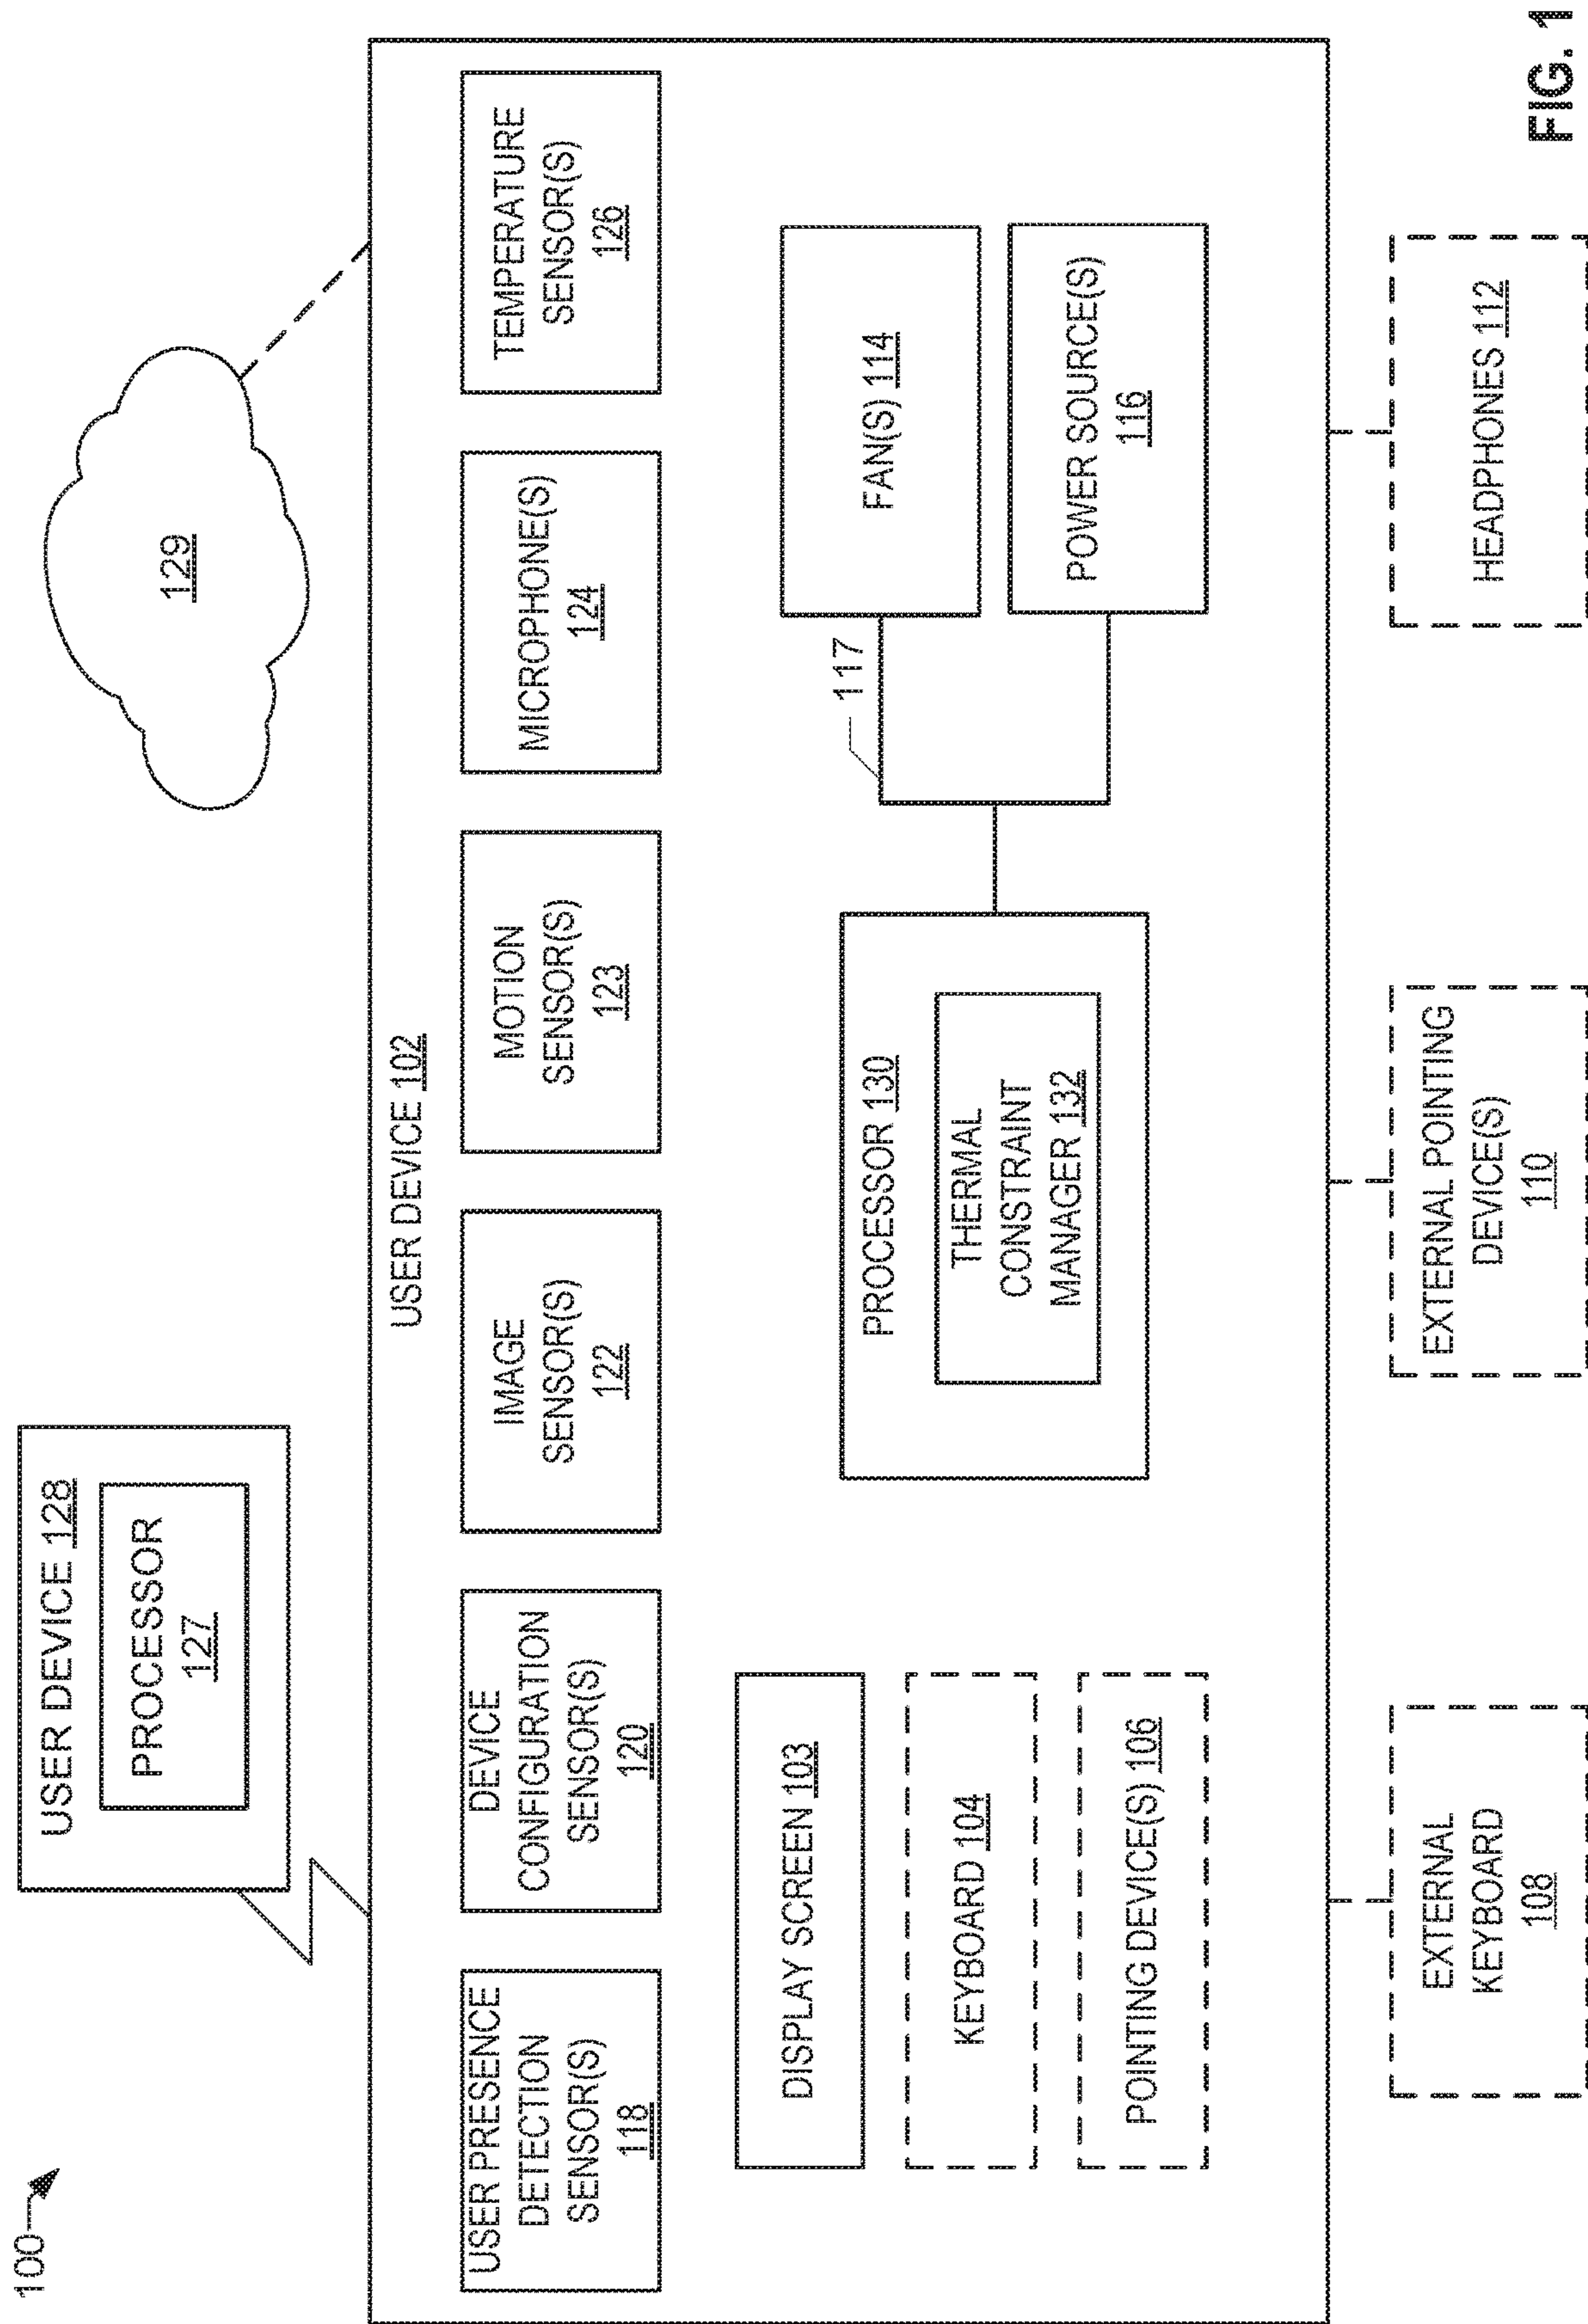 100
USER DEVICE 128
PROCESSOR
127
129
USER DEVICE 102
USER PRESENCE
DETECTION
SENSOR(S)
118
DEVICE
CONFIGURATION
SENSOR(S)
120
IMAGE
SENSOR(S)
122
MOTION
SENSOR(S)
123
MICROPHONE(S)
124
TEMPERATURE
SENSOR(S)
126
DISPLAY SCREEN 103
KEYBOARD 104
POINTING DEVICE(S) 106
PROCESSOR 130
THERMAL
CONSTRAINT
MANAGER 132
117
FAN(S) 114
POWER SOURCE(S)
116
EXTERNAL
KEYBOARD
108
EXTERNAL POINTING
DEVICE(S)
110
HEADPHONES 112
FIG. 1